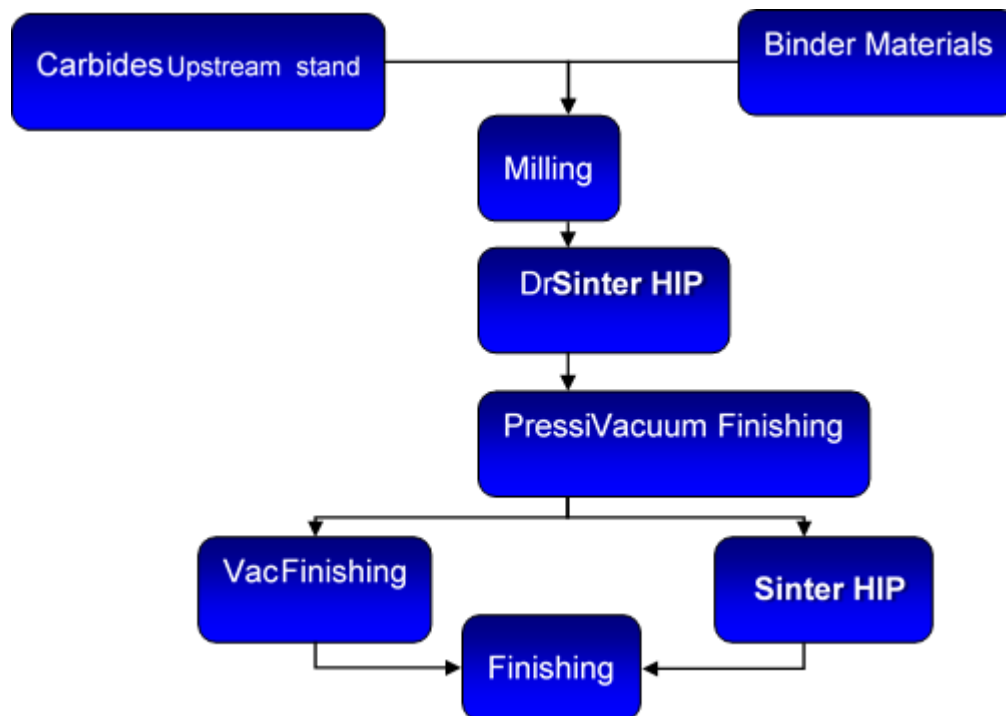 Carbides Upstream stand
Binder Materials
Milling
DrSinter HIP
PressiVacuum Finishing
VacFinishing
Sinter HIP
Finishing